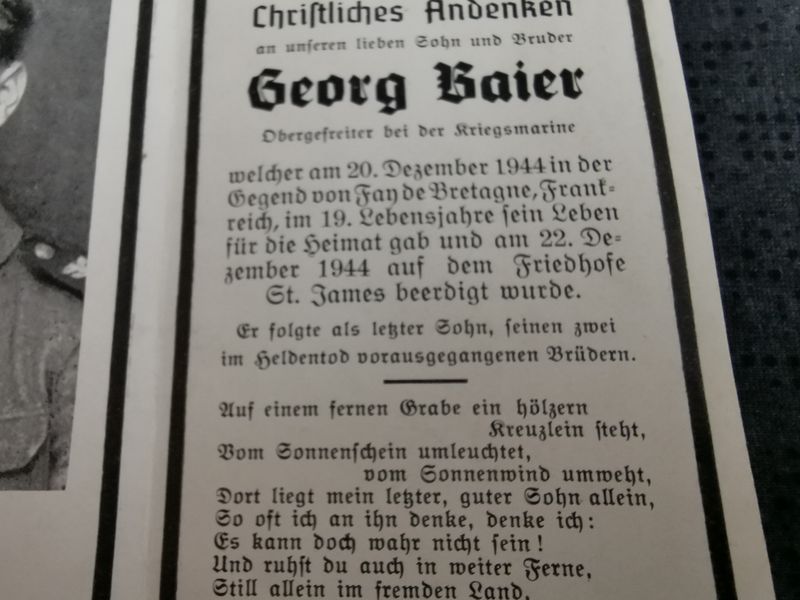 Christliches Andenken
an unseren lieben Sohn und Bruder
Georg Baier
Obergefreiter bei der Kriegsmarine
welcher am 20. Dezember 1944 in der
Gegend von Fay de Bretagne, Frank=
reich, im 19. Lebensjahre sein Leben
für die Heimat gab und am 22. De=
zember 1944 auf dem Friedhofe
St. James beerdigt wurde.
Er folgte als letzter Sohn, seinen zwei
im Heldentod vorausgegangenen Brüdern.
Auf einem fernen Grabe ein hölzern
Kreuzlein steht,
Vom Sonnenschein umleuchtet,
vom Sonnenwind umweht,
Dort liegt mein letzter, guter Sohn allein,
So oft ich an ihn denke, denke ich:
Es kann doch wahr nicht sein!
Und ruhst du auch in weiter Ferne,
Still allein im fremden Land,